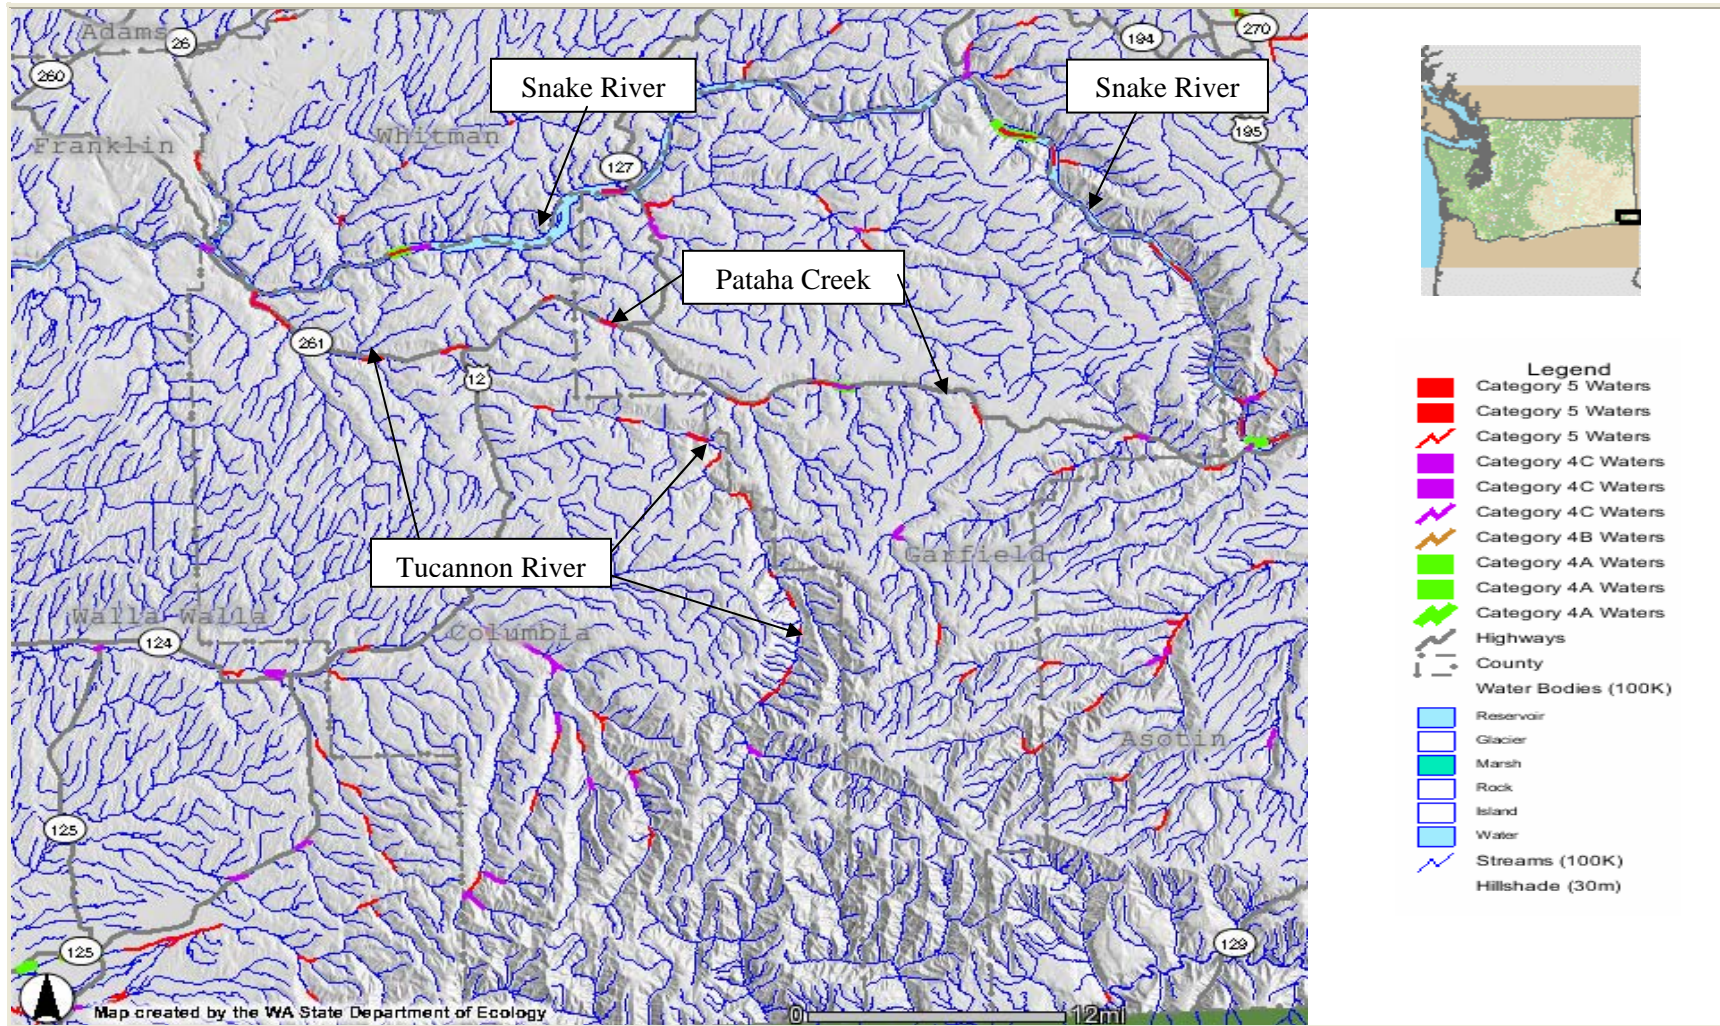 Adams
26
194
270
260
Snake River
Snake River
195
Whitman
Franklin
127
Pataha Creek
261
12
Tucannon River
Garfield
Walla Walla
124
Columbia
Asotin
125
125
129
Map created by the WA State Department of Ecology
0
12mi
Legend
Category 5 Waters
Category 5 Waters
Category 5 Waters
Category 4C Waters
Category 4C Waters
Category 4C Waters
Category 4B Waters
Category 4A Waters
Category 4A Waters
Category 4A Waters
Highways
County
Water Bodies (100K)
Reservoir
Glacier
Marsh
Rock
Island
Water
Streams (100K)
Hillshade (30m)